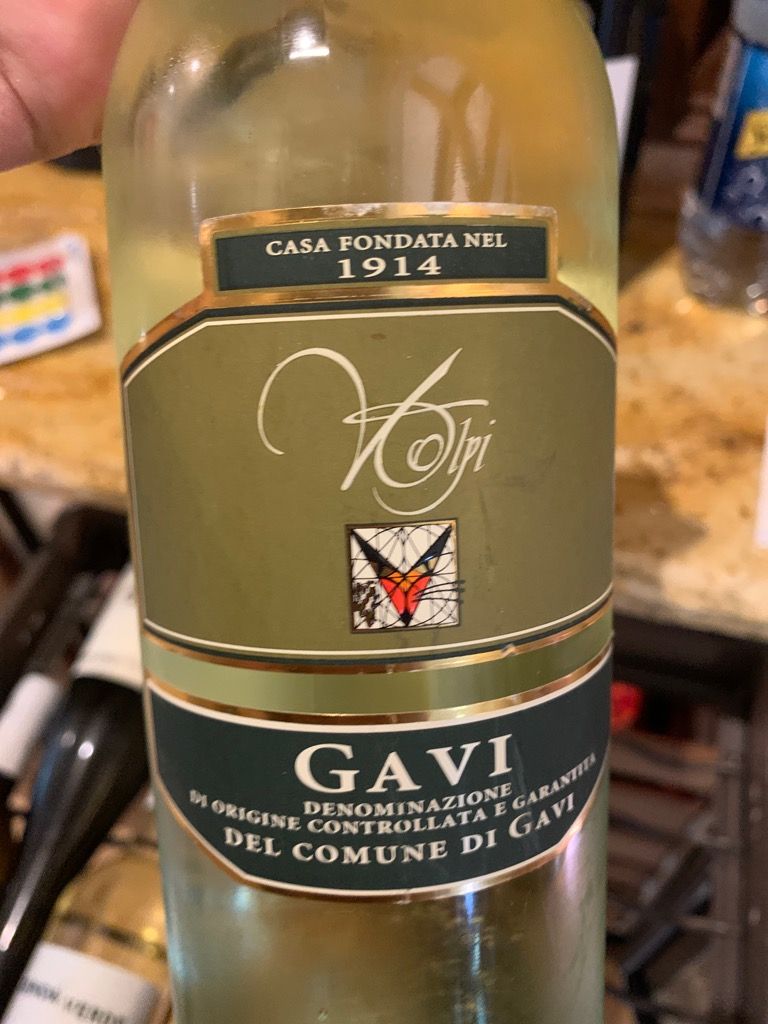 CASA FONDATA NEL
1914
Volpi
GAVI
DENOMINAZIONE
DI ORIGINE CONTROLLATA E GARANTITA
DEL COMUNE DI GAVI